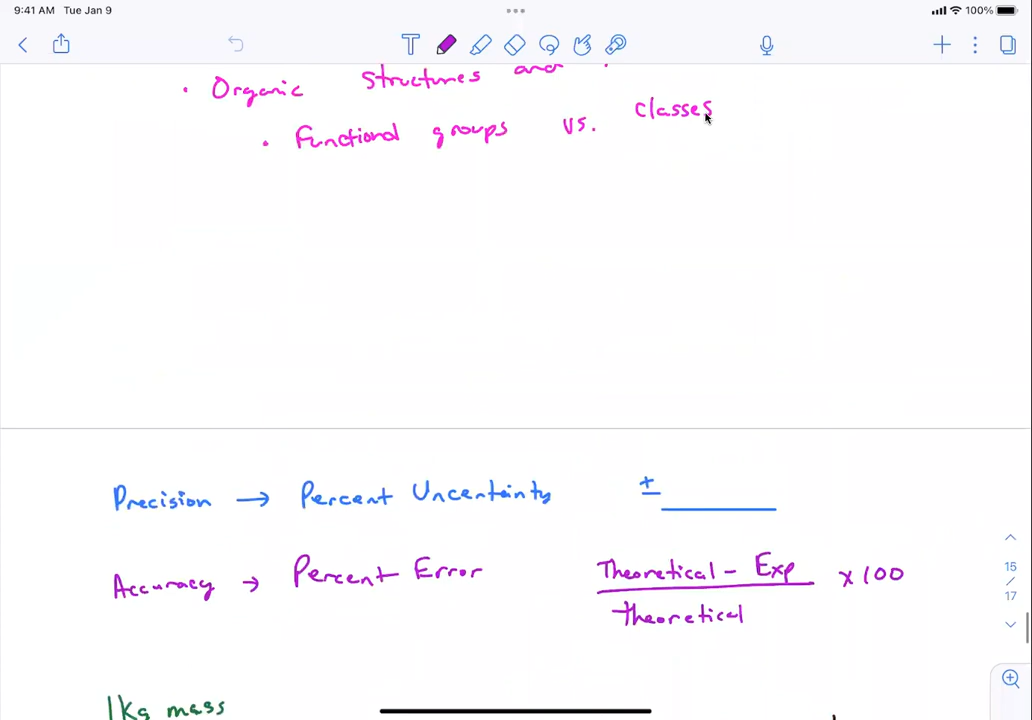 9:41 AM Tue Jan 9
100%
• Organic structures and
• Functional groups vs. classes
Precision → Percent Uncertainty ± ____
Accuracy → Percent Error Theoretical - Exp x 100
theoretical
15
/
17
1kg mass